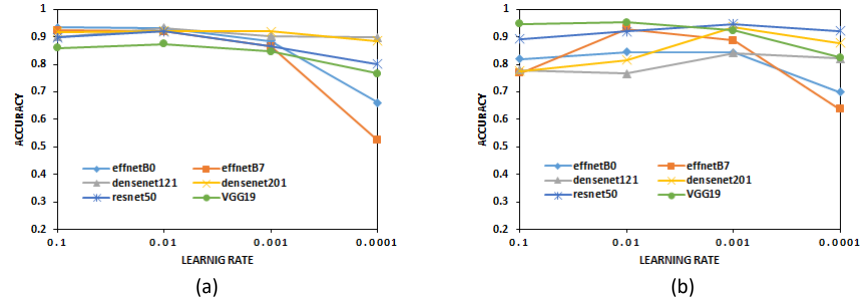 1
0.9
0.8
0.7
0.6
0.5
0.4
0.3
0.2
ACCURACY
effnetB0 effnetB7
densenet121 densenet201
resnet50 VGG19
0.1 0.01 0.001 0.0001
LEARNIG RATE
(a)
1
0.9
0.8
0.7
0.6
0.5
0.4
0.3
0.2
ACCURACY
effnetB0 effnetB7
densenet121 densenet201
resnet50 VGG19
0.1 0.01 0.001 0.0001
LEARNIG RATE
(b)